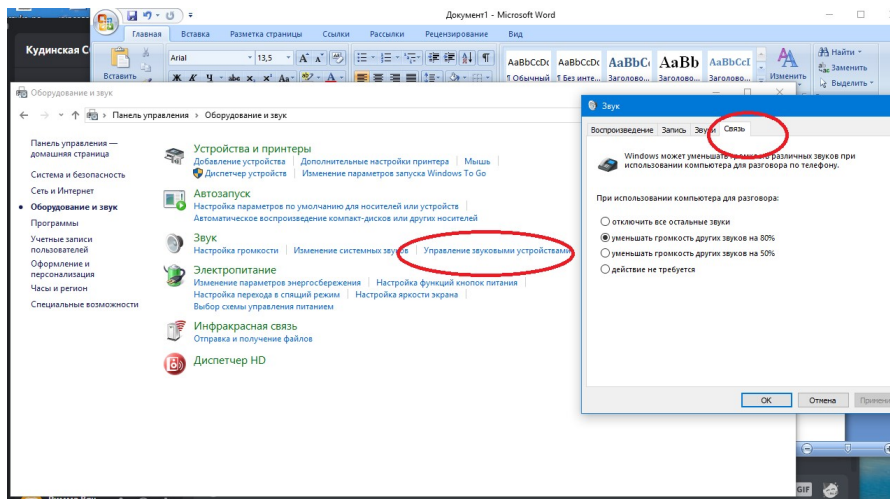 Документ1 - Microsoft Word
Главная Вставка Разметка страницы Ссылки Рассылки Рецензирование Вид
Кудинская С
Вставить
Arial 13,5
Ж К Ч abc x, x² Aa A
AaBbCcDc AaBbCcDc AaBbCc AaBb AaBbCcI
¶ Обычный ¶ Без инте... Заголово... Заголово... Заголово...
Изменить
Найти
Заменить
Выделить
Оборудование и звук
Панель управления › Оборудование и звук
Панель управления —
домашняя страница
Система и безопасность
Сеть и Интернет
Оборудование и звук
Программы
Учетные записи
пользователей
Оформление и
персонализация
Часы и регион
Специальные возможности
Устройства и принтеры
Добавление устройства Дополнительные настройки принтера Мышь
Диспетчер устройств Изменение параметров запуска Windows To Go
Автозапуск
Настройка параметров по умолчанию для носителей или устройств
Автоматическое воспроизведение компакт-дисков или других носителей
Звук
Настройка громкости Изменение системных звуков Управление звуковыми устройствами
Электропитание
Изменение параметров энергосбережения Настройка функций кнопок питания
Настройка перехода в спящий режим Настройка яркости экрана
Выбор схемы управления питанием
Инфракрасная связь
Отправка и получение файлов
Диспетчер HD
Звук
Воспроизведение Запись Звуки Связь
Windows может уменьшать громкость различных звуков при
использовании компьютера для разговора по телефону.
При использовании компьютера для разговора:
отключить все остальные звуки
уменьшать громкость других звуков на 80%
уменьшать громкость других звуков на 50%
действие не требуется
OK Отмена Примени
GIF